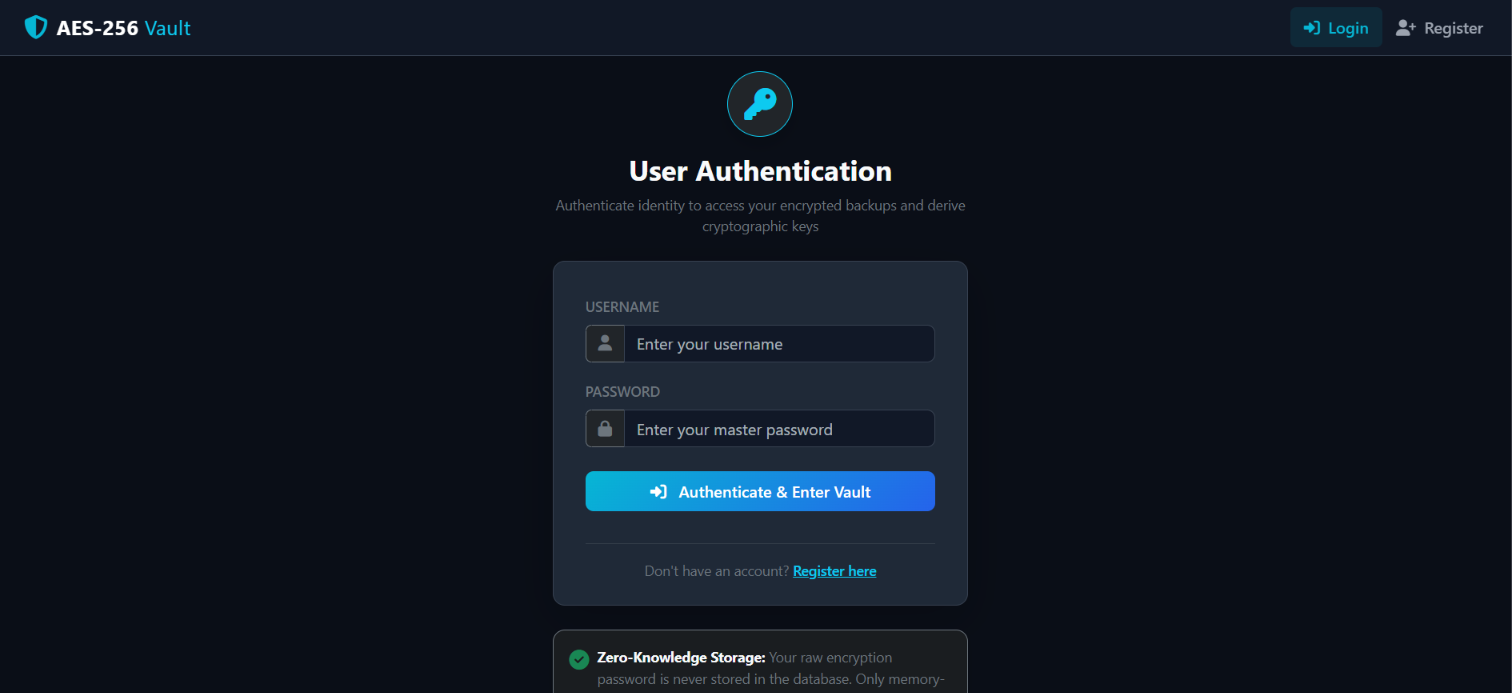 AES-256 Vault
Login
Register
User Authentication
Authenticate identity to access your encrypted backups and derive
cryptographic keys
USERNAME
Enter your username
PASSWORD
Enter your master password
Authenticate & Enter Vault
Don't have an account? Register here
Zero-Knowledge Storage: Your raw encryption
password is never stored in the database. Only memory-